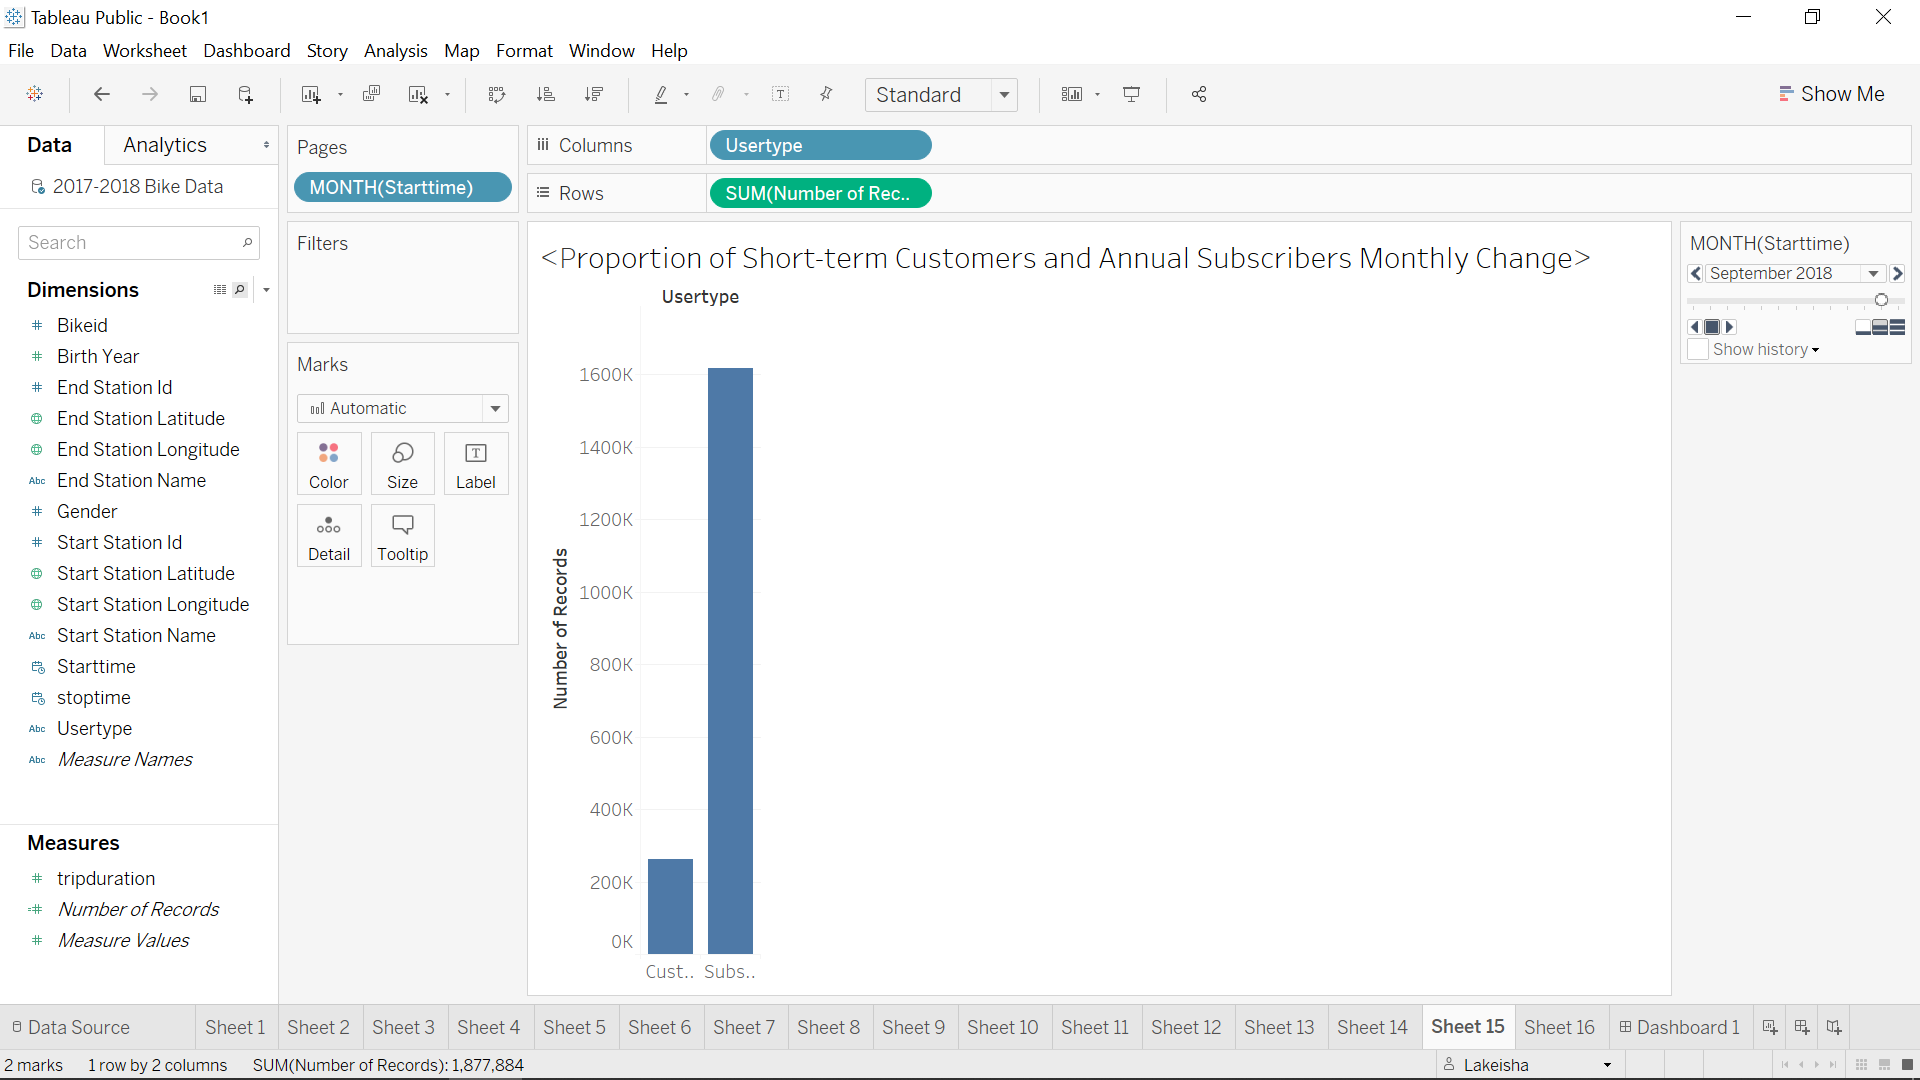 Tableau Public - Book1
File Data Worksheet Dashboard Story Analysis Map Format Window Help
Standard
Show Me
Data Analytics
2017-2018 Bike Data
Search
Dimensions
Bikeid
Birth Year
End Station Id
End Station Latitude
End Station Longitude
Abc End Station Name
Gender
Start Station Id
Start Station Latitude
Start Station Longitude
Abc Start Station Name
Starttime
stoptime
Abc Usertype
Abc Measure Names
Measures
tripduration
Number of Records
Measure Values
Pages
MONTH(Starttime)
Filters
Marks
Automatic
Color Size Label
Detail Tooltip
Columns Usertype
Rows SUM(Number of Rec..
<Proportion of Short-term Customers and Annual Subscribers Monthly Change>
Usertype
Number of Records
1600K
1400K
1200K
1000K
800K
600K
400K
200K
0K
Cust.. Subs..
MONTH(Starttime)
September 2018
Show history
Data Source Sheet 1 Sheet 2 Sheet 3 Sheet 4 Sheet 5 Sheet 6 Sheet 7 Sheet 8 Sheet 9 Sheet 10 Sheet 11 Sheet 12 Sheet 13 Sheet 14 Sheet 15 Sheet 16 Dashboard 1
2 marks 1 row by 2 columns SUM(Number of Records): 1,877,884 Lakeisha